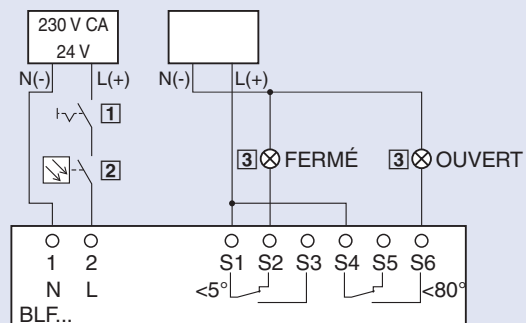 230 V CA
24 V
N(-) L(+) N(-) L(+)
1
2
3 FERMÉ 3 OUVERT
1 2 S1 S2 S3 S4 S5 S6
N L <5° <80°
BLF...